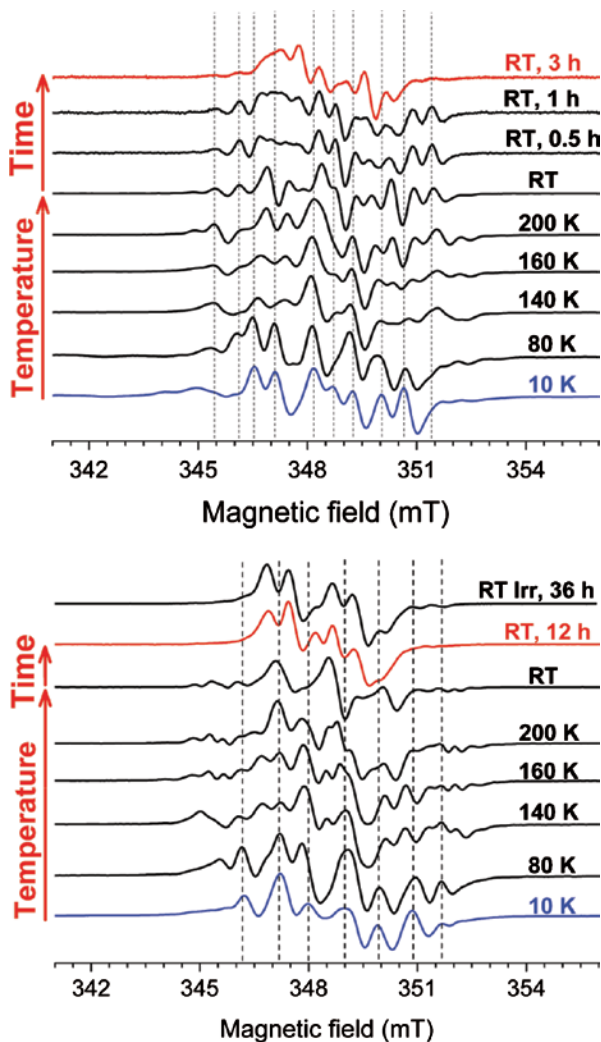 Time
Temperature
RT, 3 h
RT, 1 h
RT, 0.5 h
RT
200 K
160 K
140 K
80 K
10 K
342 345 348 351 354
Magnetic field (mT)
Time
Temperature
RT Irr, 36 h
RT, 12 h
RT
200 K
160 K
140 K
80 K
10 K
342 345 348 351 354
Magnetic field (mT)